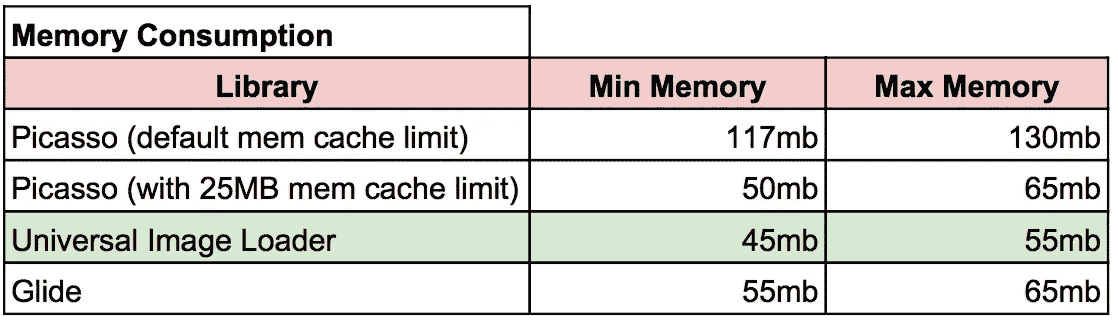 Memory Consumption
Library Min Memory Max Memory
Picasso (default mem cache limit) 117mb 130mb
Picasso (with 25MB mem cache limit) 50mb 65mb
Universal Image Loader 45mb 55mb
Glide 55mb 65mb